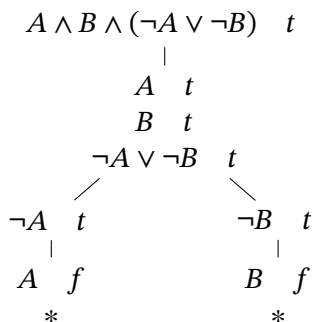 A ∧ B ∧ (¬A ∨ ¬B) t
A t
B t
¬A ∨ ¬B t
¬A t ¬B t
A f B f
* *